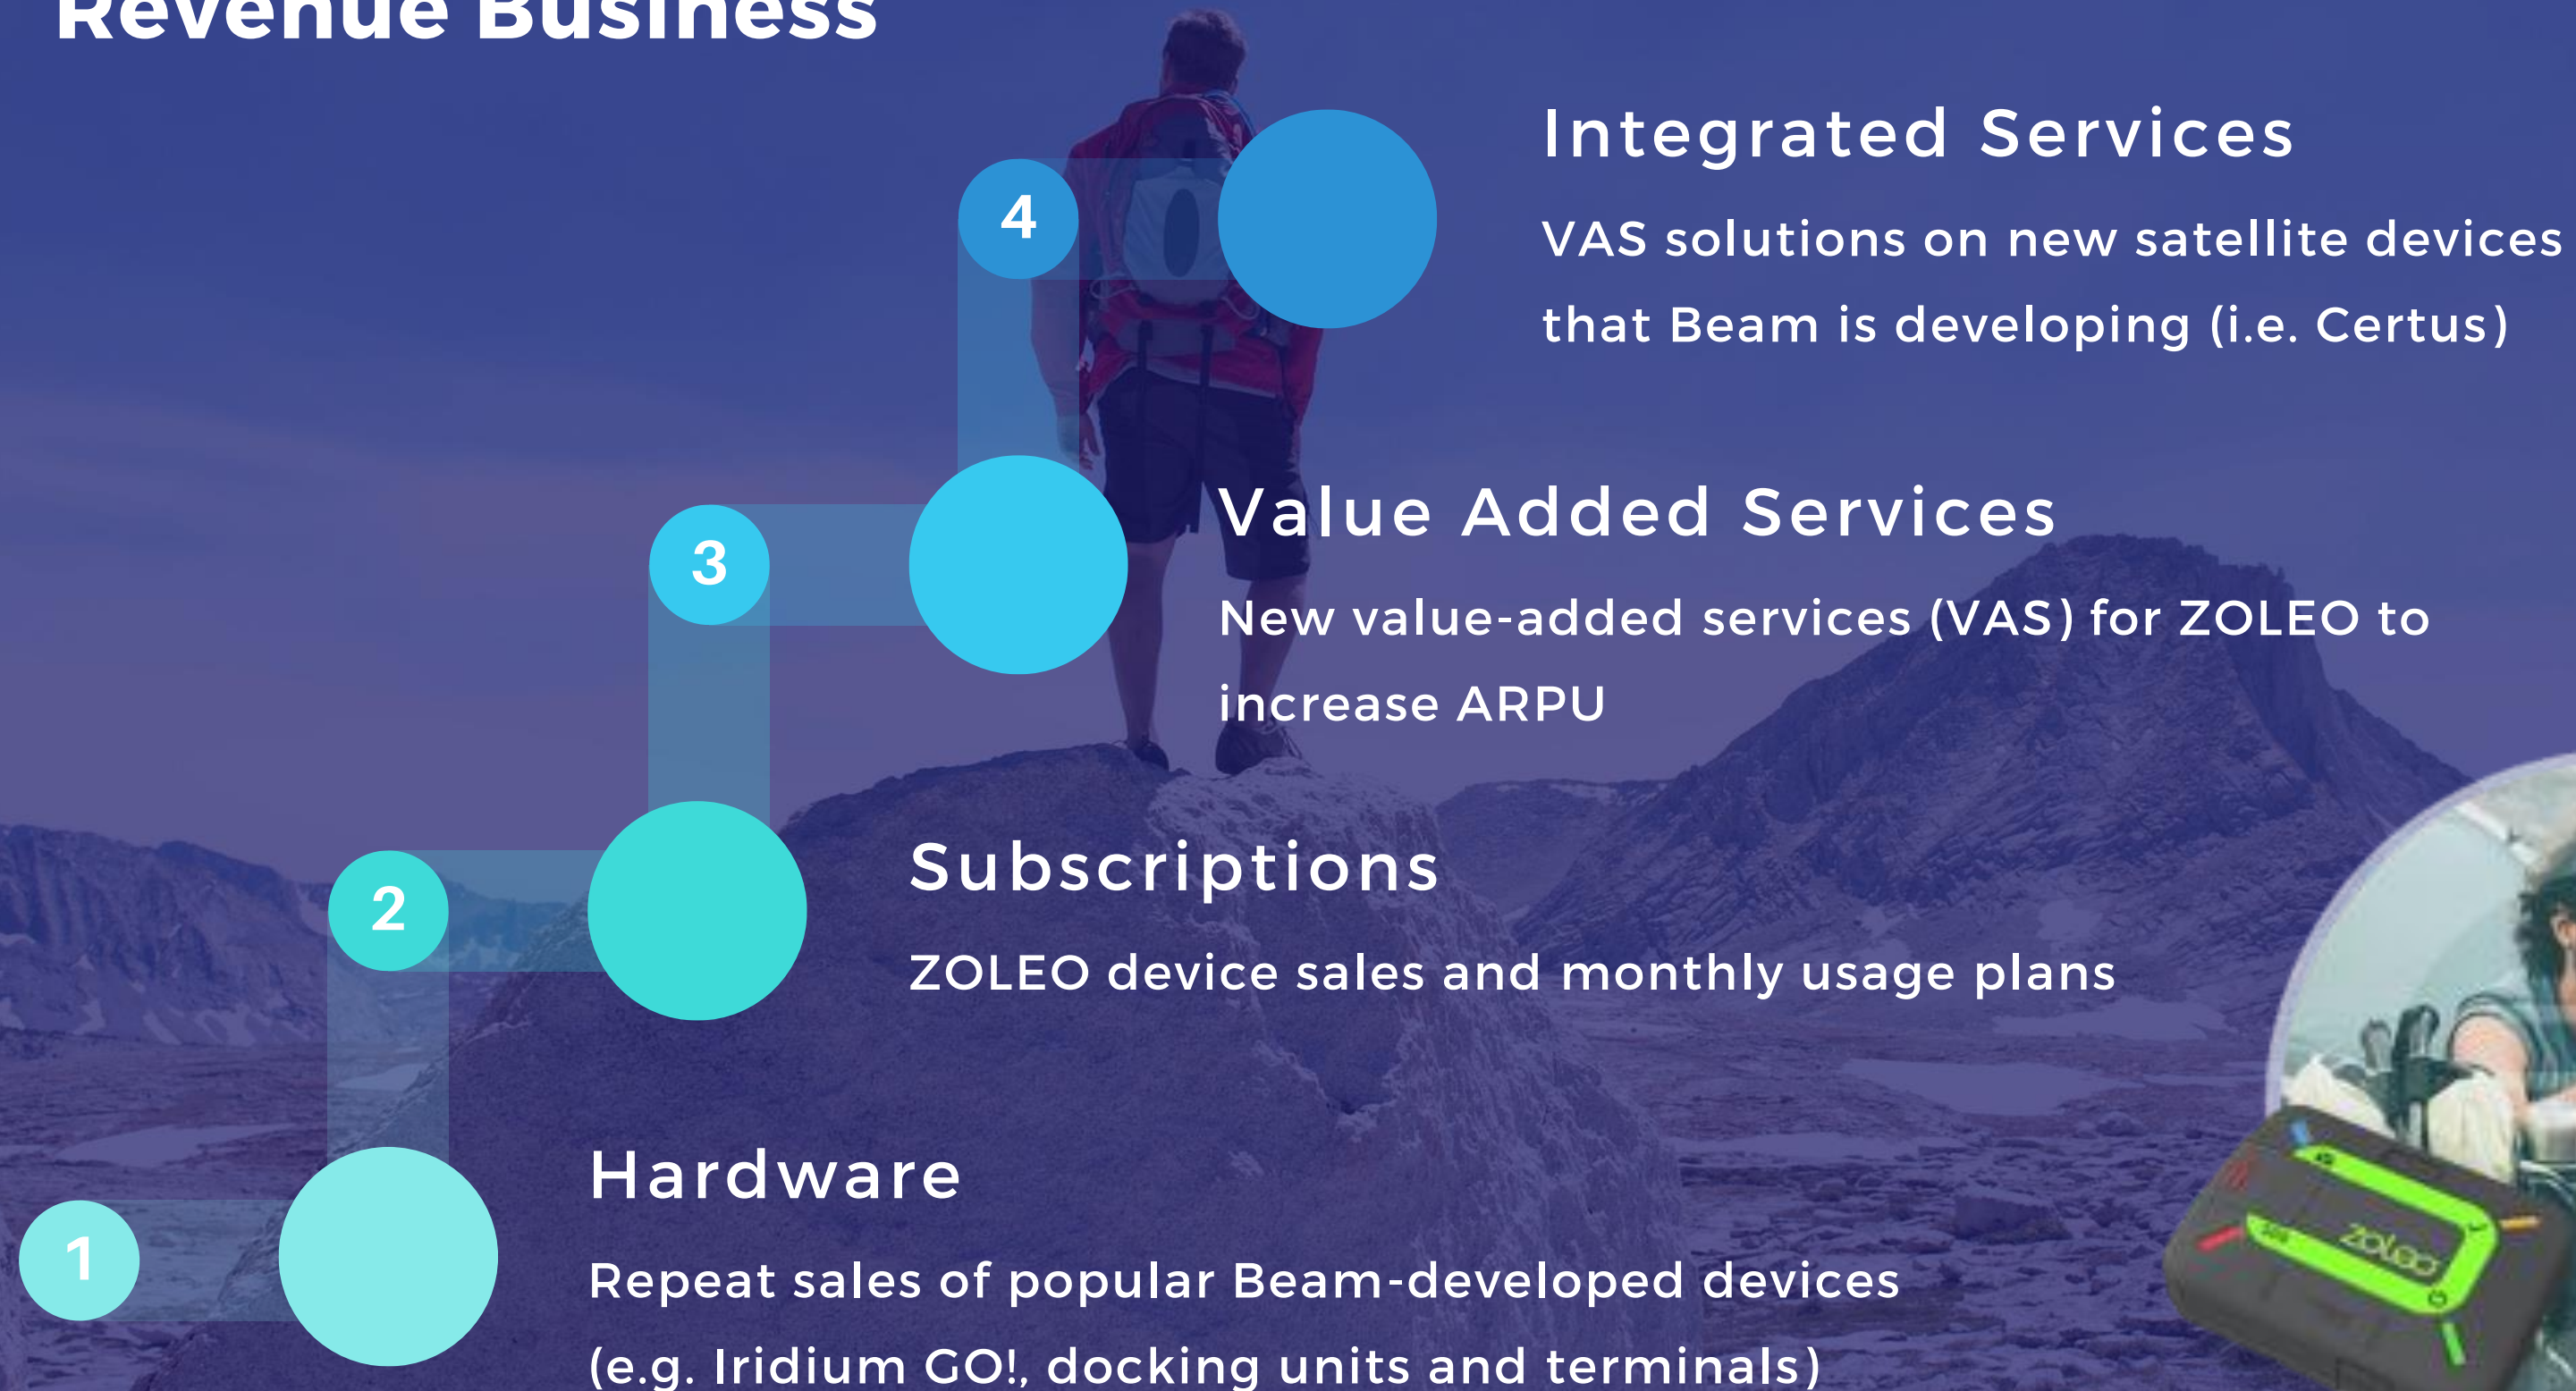 Revenue Business
4
Integrated Services
VAS solutions on new satellite devices
that Beam is developing (i.e. Certus)
3
Value Added Services
New value-added services (VAS) for ZOLEO to
increase ARPU
2
Subscriptions
ZOLEO device sales and monthly usage plans
1
Hardware
Repeat sales of popular Beam-developed devices
(e.g. Iridium GO!, docking units and terminals)
SOS
zoleo